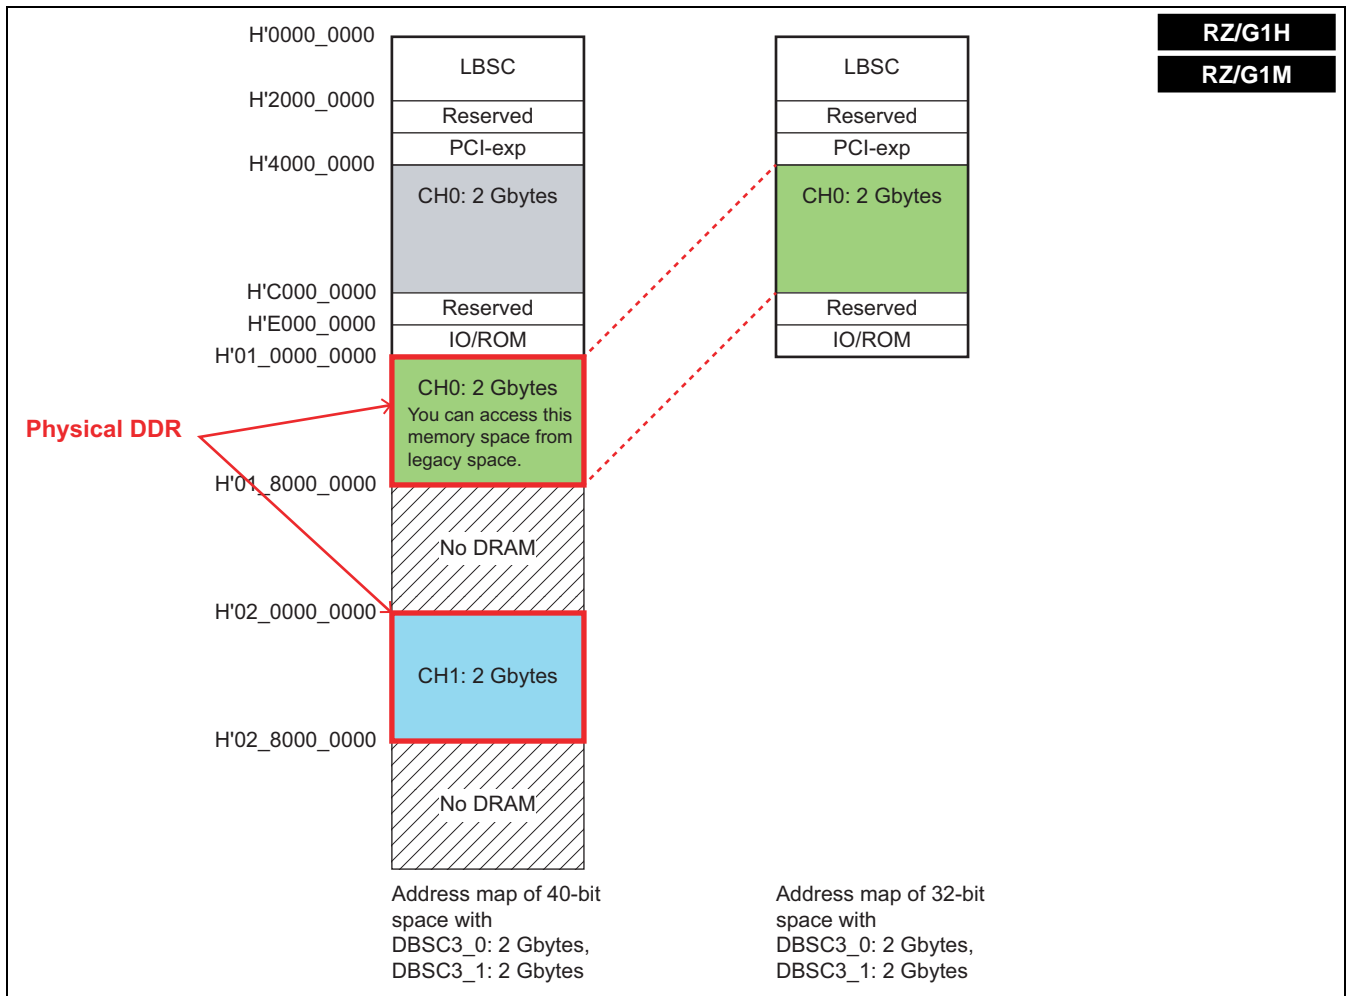 RZ/G1H
RZ/G1M
H'0000_0000
LBSC
H'2000_0000
Reserved
PCI-exp
H'4000_0000
CH0: 2 Gbytes
H'C000_0000
Reserved
H'E000_0000
IO/ROM
H'01_0000_0000
CH0: 2 Gbytes
You can access this
memory space from
legacy space.
Physical DDR
H'01_8000_0000
No DRAM
H'02_0000_0000
CH1: 2 Gbytes
H'02_8000_0000
No DRAM
Address map of 40-bit
space with
DBSC3_0: 2 Gbytes,
DBSC3_1: 2 Gbytes
LBSC
Reserved
PCI-exp
CH0: 2 Gbytes
Reserved
IO/ROM
Address map of 32-bit
space with
DBSC3_0: 2 Gbytes,
DBSC3_1: 2 Gbytes